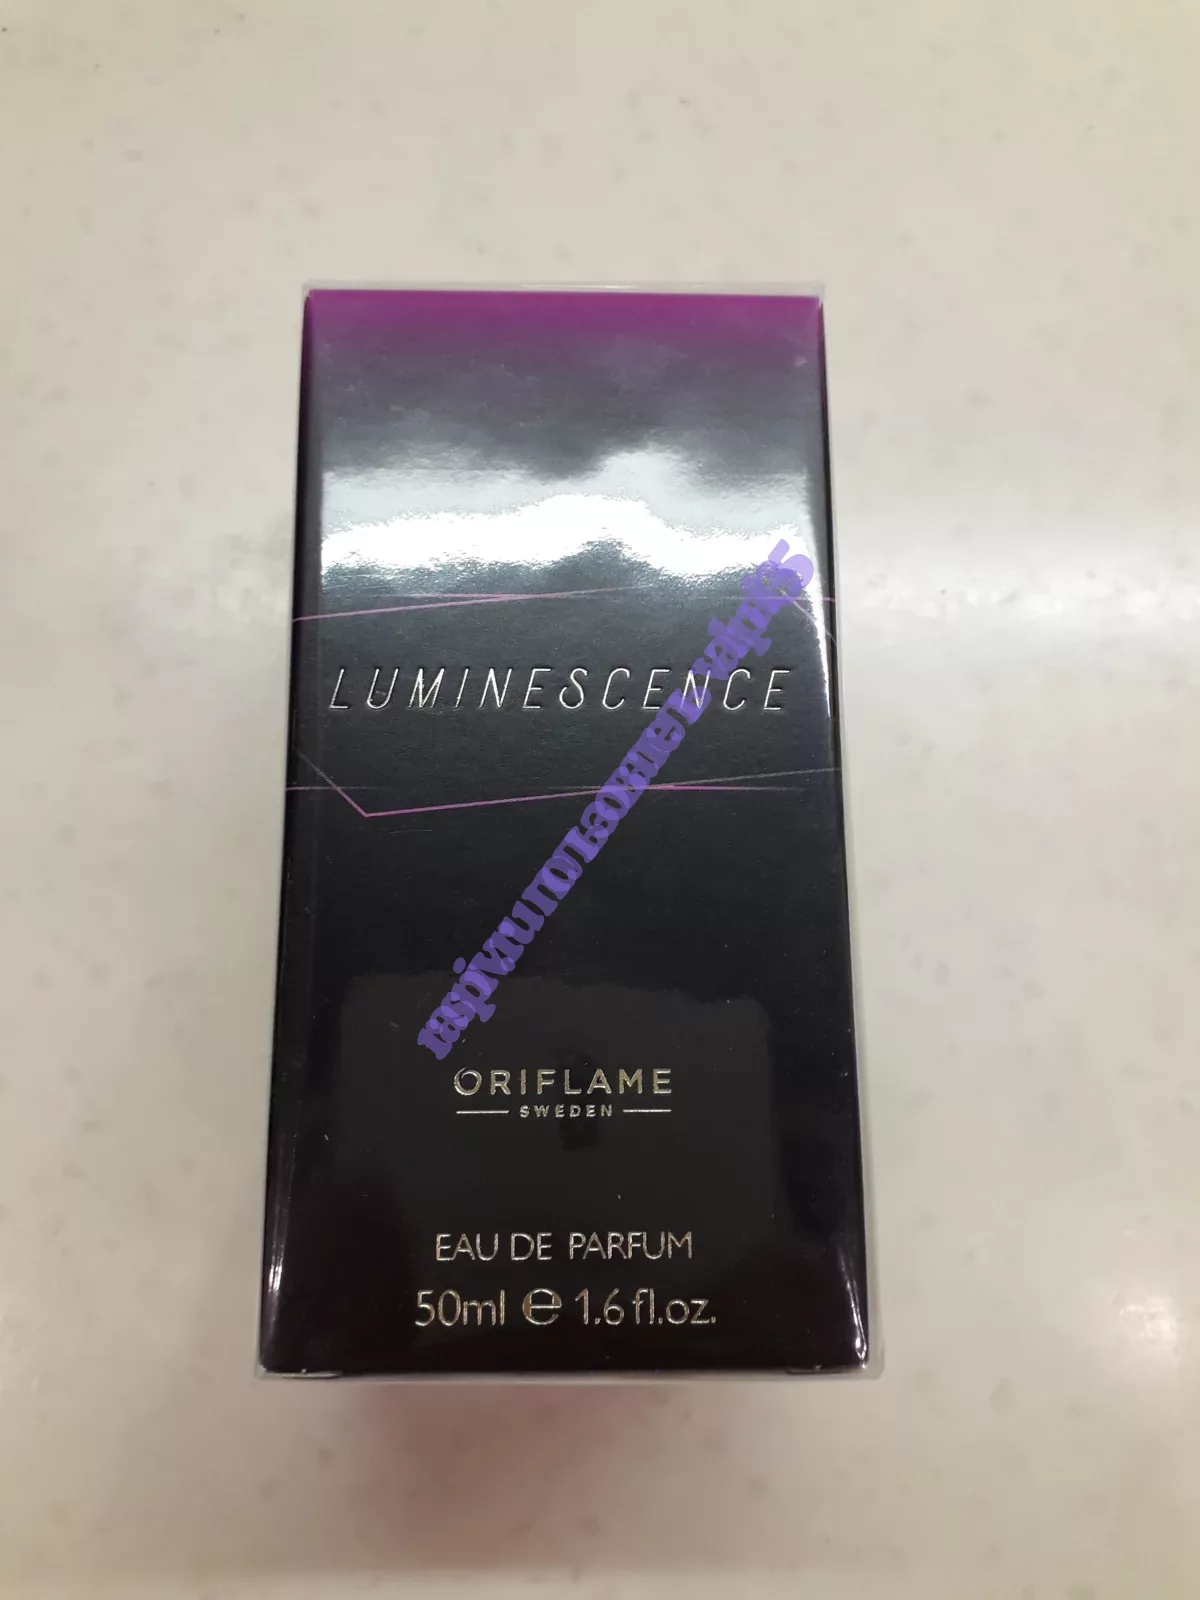 LUMINESCENCE
ORIFLAME
SWEDEN
EAU DE PARFUM
50ml e 1.6 fl.oz.